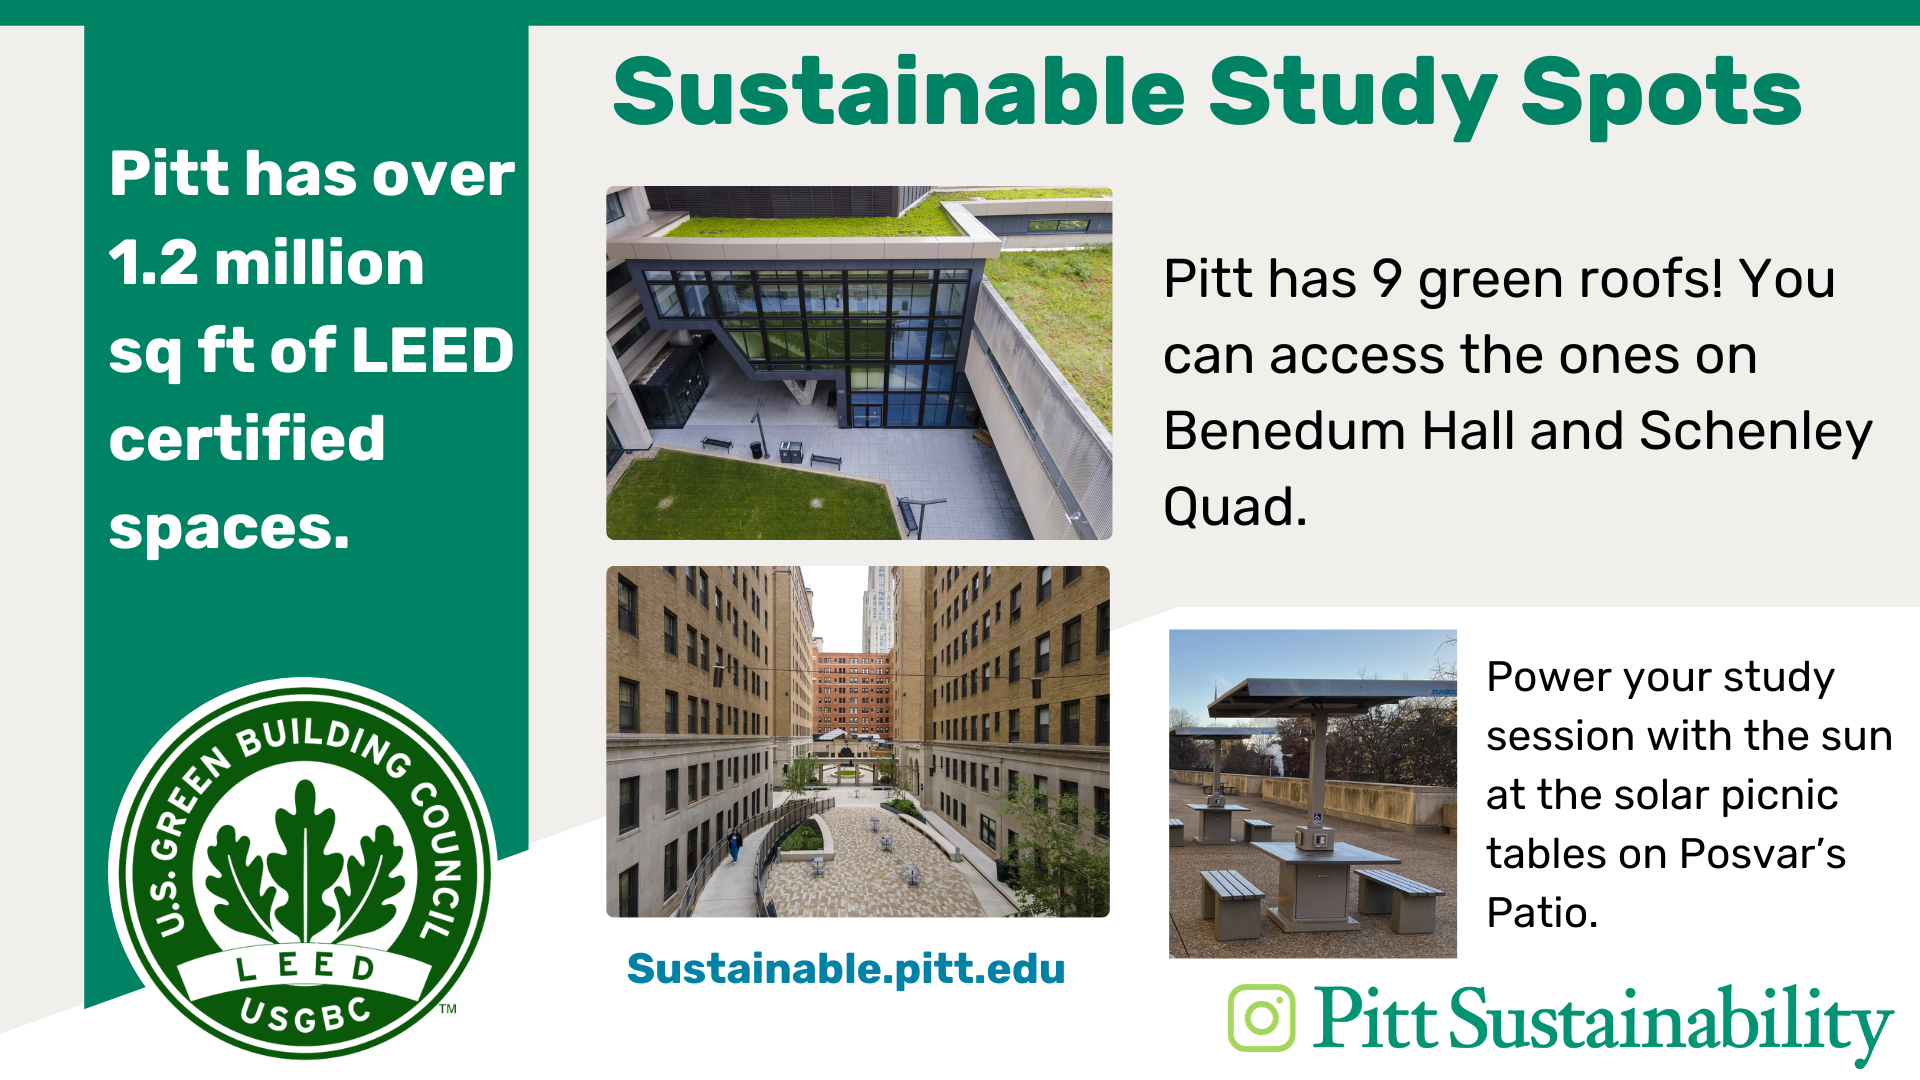 Sustainable Study Spots
Pitt has over
1.2 million
sq ft of LEED
certified
spaces.
U.S. GREEN BUILDING COUNCIL
LEED
USGBC
TM
Pitt has 9 green roofs! You
can access the ones on
Benedum Hall and Schenley
Quad.
Power your study
session with the sun
at the solar picnic
tables on Posvar’s
Patio.
Sustainable.pitt.edu
Pitt Sustainability